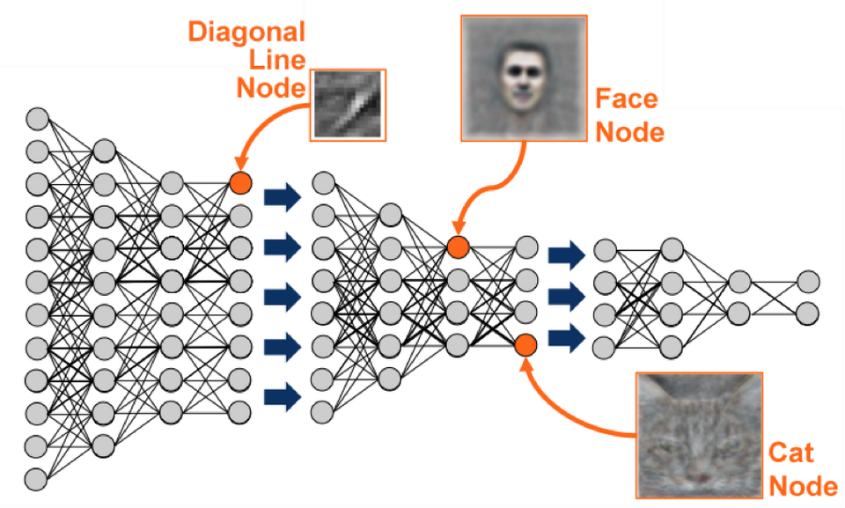 Diagonal
Line
Node
Face
Node
Cat
Node